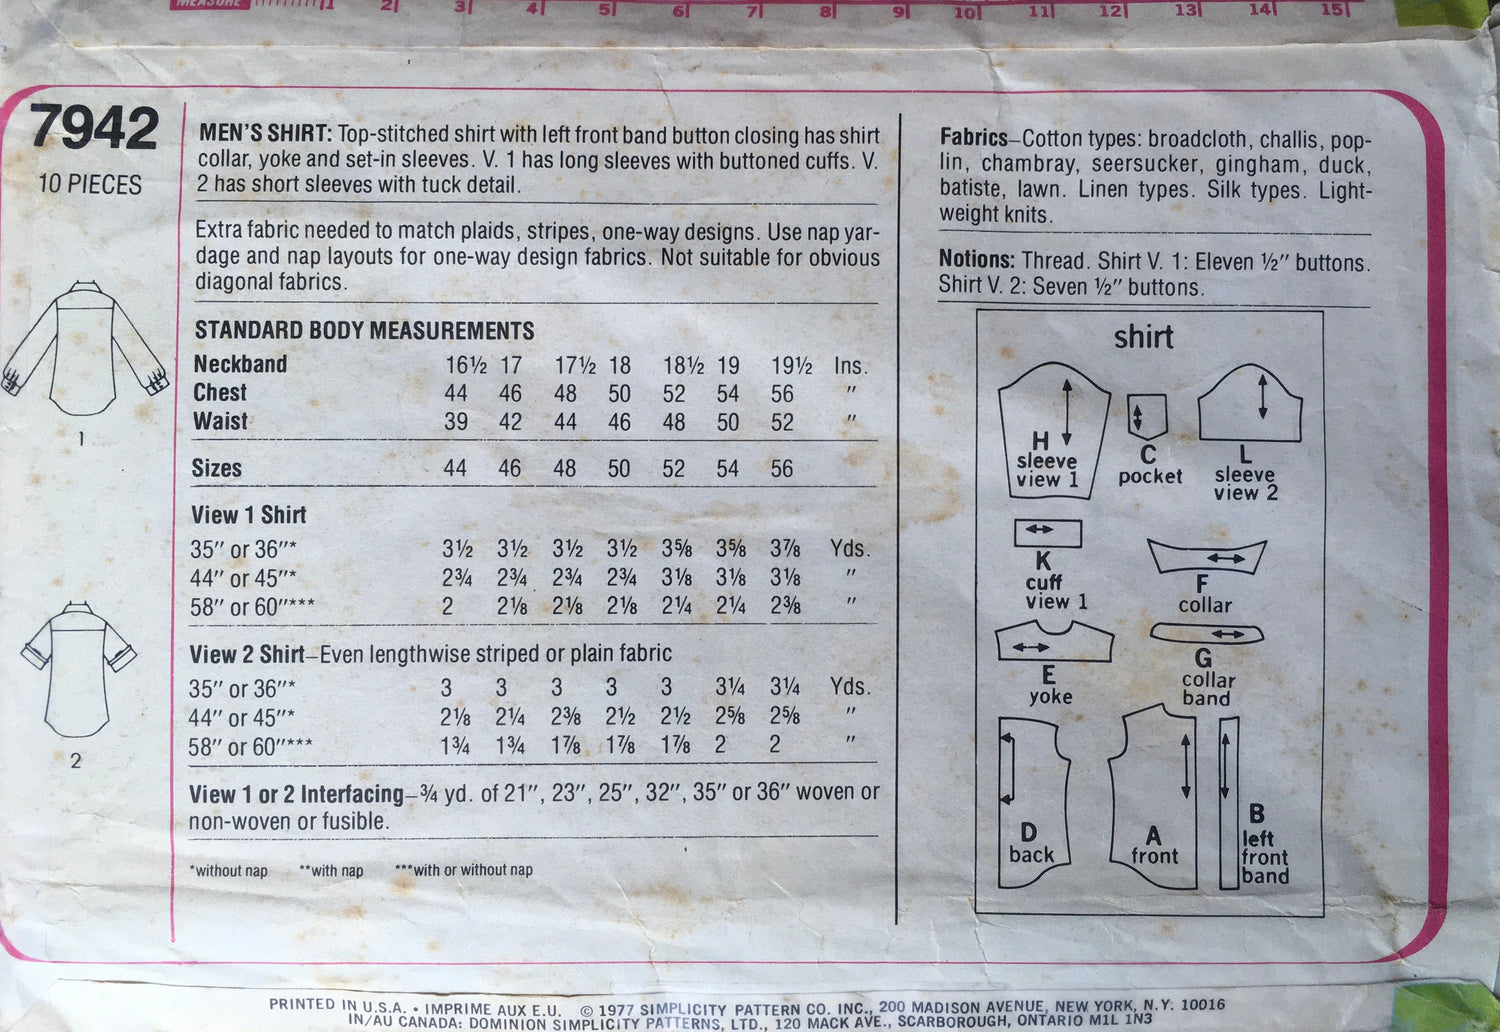 MEASURE 1 2 3 4 5 6 7 8 9 10 11 12 13 14 15
7942
10 PIECES
1
2
MEN'S SHIRT: Top-stitched shirt with left front band button closing has shirt
collar, yoke and set-in sleeves. V. 1 has long sleeves with buttoned cuffs. V.
2 has short sleeves with tuck detail.
Extra fabric needed to match plaids, stripes, one-way designs. Use nap yar-
dage and nap layouts for one-way design fabrics. Not suitable for obvious
diagonal fabrics.
STANDARD BODY MEASUREMENTS
Neckband 16½ 17 17½ 18 18½ 19 19½ Ins.
Chest 44 46 48 50 52 54 56 "
Waist 39 42 44 46 48 50 52 "
Sizes 44 46 48 50 52 54 56
View 1 Shirt
35" or 36"* 3½ 3½ 3½ 3½ 3⅝ 3⅝ 3⅞ Yds.
44" or 45"* 2¾ 2¾ 2¾ 2¾ 3⅛ 3⅛ 3⅛ "
58" or 60"*** 2 2⅛ 2⅛ 2⅛ 2¼ 2¼ 2⅜ "
View 2 Shirt–Even lengthwise striped or plain fabric
35" or 36"* 3 3 3 3 3 3¼ 3¼ Yds.
44" or 45"* 2⅛ 2¼ 2⅜ 2½ 2½ 2⅝ 2⅝ "
58" or 60"*** 1¾ 1¾ 1⅞ 1⅞ 1⅞ 2 2 "
View 1 or 2 Interfacing–¾ yd. of 21", 23", 25", 32", 35" or 36" woven or
non-woven or fusible.
*without nap **with nap ***with or without nap
Fabrics–Cotton types: broadcloth, challis, pop-
lin, chambray, seersucker, gingham, duck,
batiste, lawn. Linen types. Silk types. Light-
weight knits.
Notions: Thread. Shirt V. 1: Eleven ½" buttons.
Shirt V. 2: Seven ½" buttons.
shirt
H
sleeve
view 1
C
pocket
L
sleeve
view 2
K
cuff
view 1
F
collar
E
yoke
G
collar
band
D
back
A
front
B
left
front
band
PRINTED IN U.S.A. • IMPRIME AUX E.U. © 1977 SIMPLICITY PATTERN CO. INC., 200 MADISON AVENUE, NEW YORK, N.Y. 10016
IN/AU CANADA: DOMINION SIMPLICITY PATTERNS, LTD., 120 MACK AVE., SCARBOROUGH, ONTARIO M1L 1N3